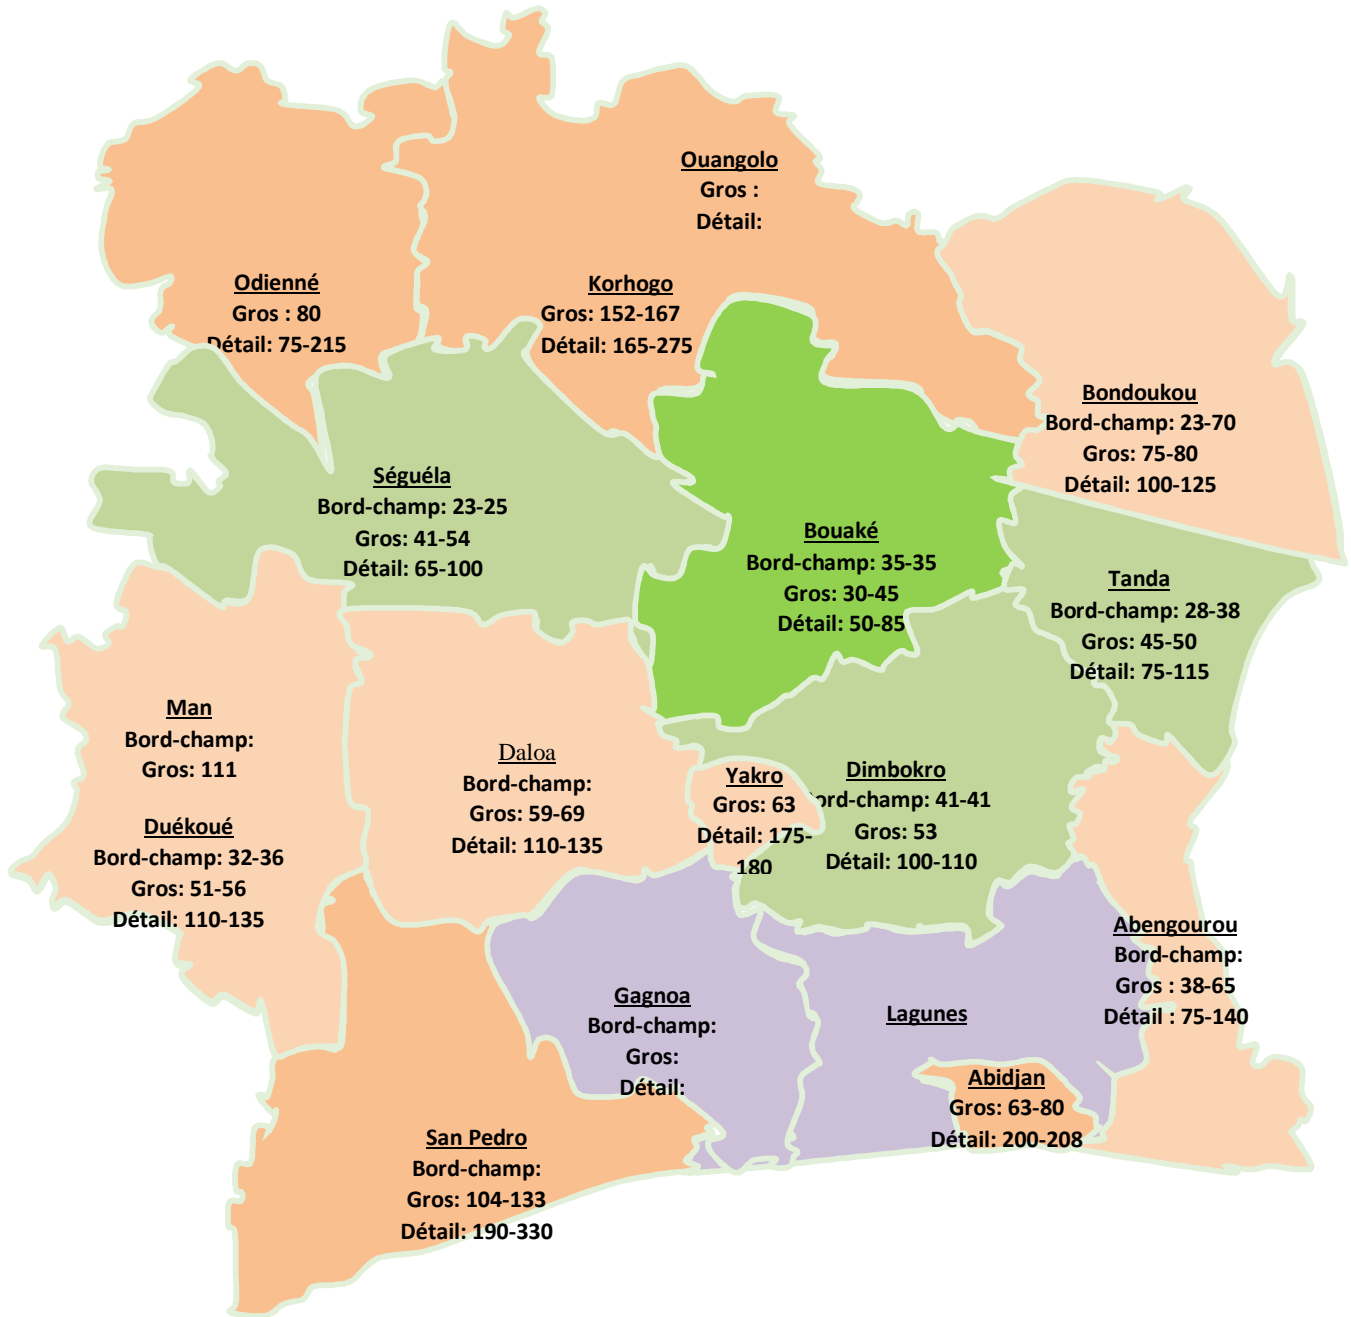 Ouangolo
Gros :
Détail:
Odienné
Gros : 80
Détail: 75-215
Korhogo
Gros: 152-167
Détail: 165-275
Bondoukou
Bord-champ: 23-70
Gros: 75-80
Détail: 100-125
Séguéla
Bord-champ: 23-25
Gros: 41-54
Détail: 65-100
Bouaké
Bord-champ: 35-35
Gros: 30-45
Détail: 50-85
Tanda
Bord-champ: 28-38
Gros: 45-50
Détail: 75-115
Man
Bord-champ:
Gros: 111
Duékoué
Bord-champ: 32-36
Gros: 51-56
Détail: 110-135
Daloa
Bord-champ:
Gros: 59-69
Détail: 110-135
Yakro
Gros: 63
Détail: 175-
180
Dimbokro
Bord-champ: 41-41
Gros: 53
Détail: 100-110
Abengourou
Bord-champ:
Gros : 38-65
Détail : 75-140
Gagnoa
Bord-champ:
Gros:
Détail:
Lagunes
Abidjan
Gros: 63-80
Détail: 200-208
San Pedro
Bord-champ:
Gros: 104-133
Détail: 190-330